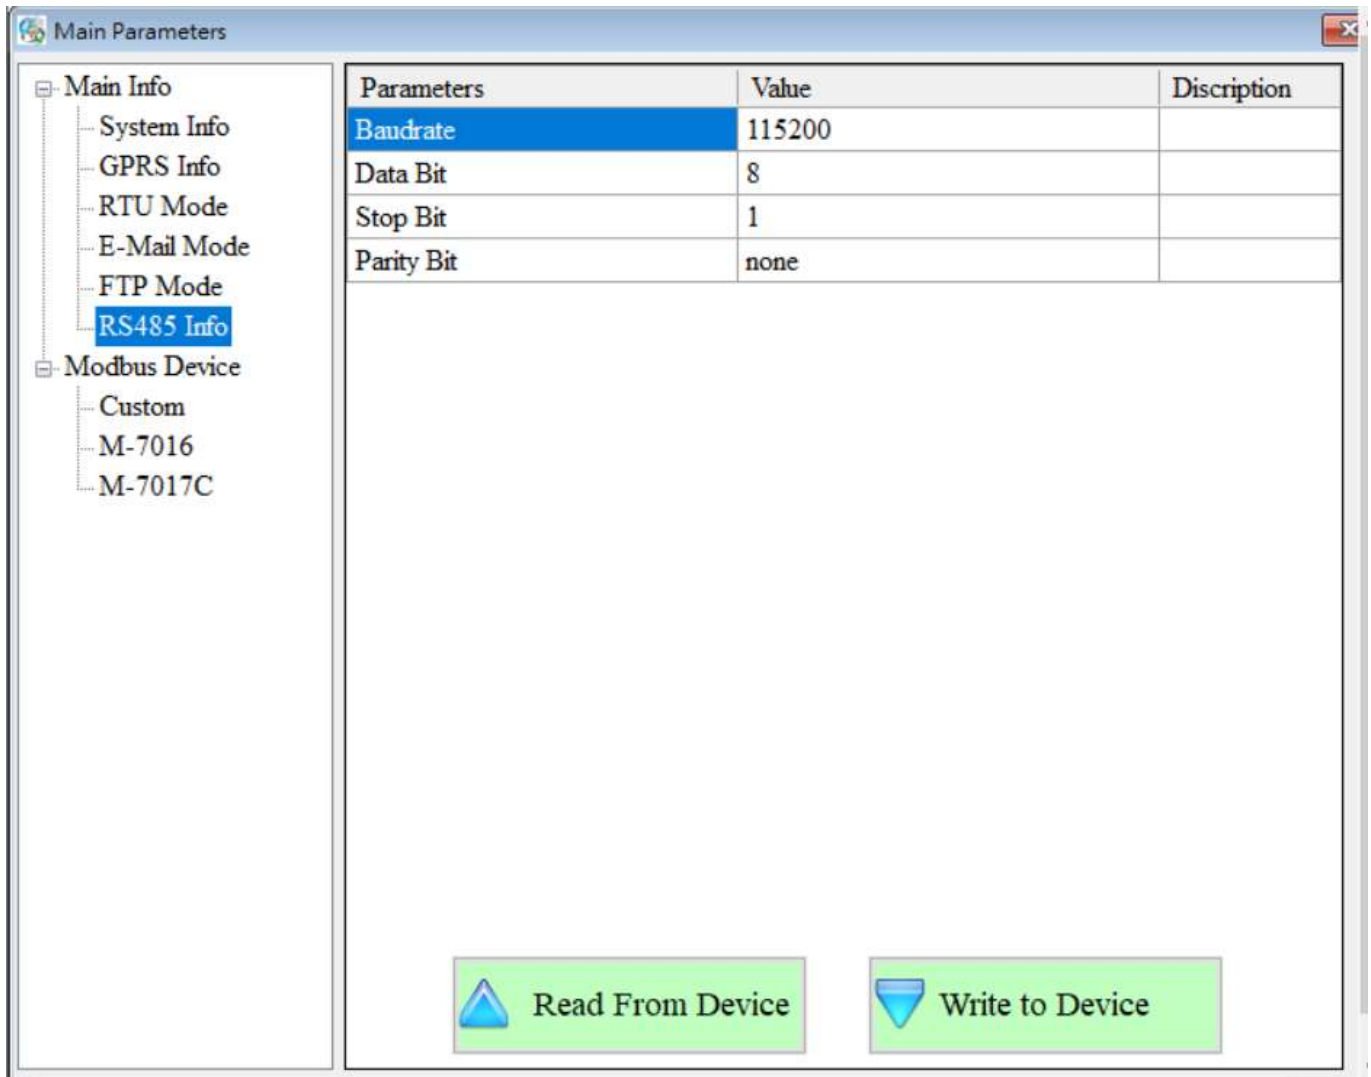 Main Parameters
Main Info
System Info
GPRS Info
RTU Mode
E-Mail Mode
FTP Mode
RS485 Info
Modbus Device
Custom
M-7016
M-7017C
Parameters Value Discription
Baudrate 115200
Data Bit 8
Stop Bit 1
Parity Bit none
Read From Device Write to Device